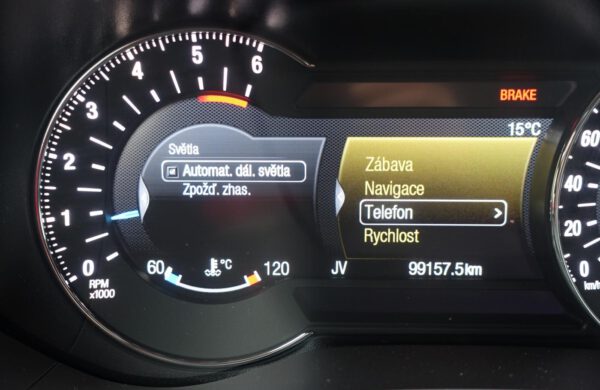 0
1
2
3
4
5
6
RPM
x1000
Světla
Automat. dál. světla
Zpožď. zhas.
60 °C 120
BRAKE
15°C
Zábava
Navigace
Telefon >
Rychlost
JV 99157.5km
60
40
20
0
km/h